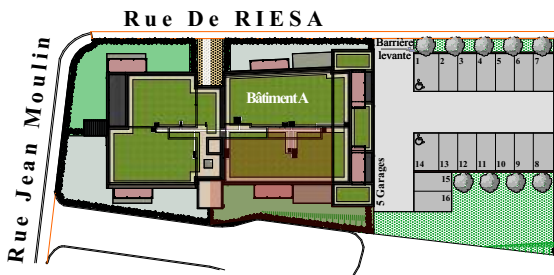 Rue De RIESA
Rue Jean Moulin
Barrière
levante
Bâtiment A
5 Garages
1 2 3 4 5 6 7
14 13 12 11 10 9 8
15
16